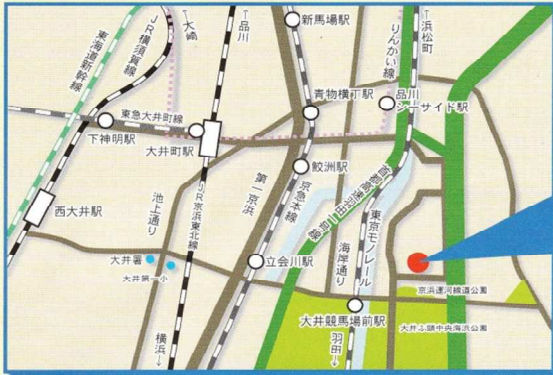 JR横須賀線
東海道新幹線
←大崎
←品川
新馬場駅
←浜松町
りんかい線
青物横丁駅
品川
シーサイド駅
東急大井町線
下神明駅
大井町駅
鮫洲駅
第一京浜
京急本線
首都高速羽田一号線
東京モノレール
海岸通り
池上通り
JR京浜東北線
西大井駅
大井署
大井第一小
立会川駅
京浜運河緑道公園
大井競馬場前駅
大井ふ頭中央海浜公園
横浜→
羽田→